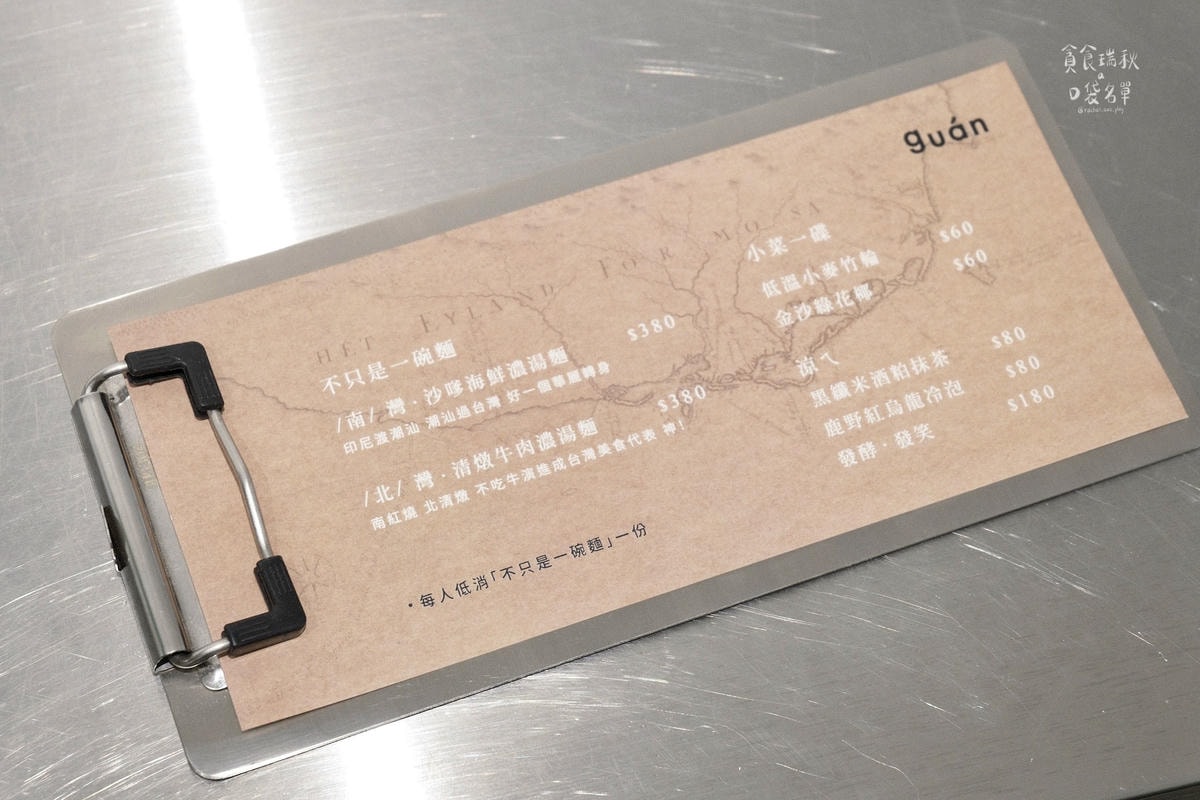 貪食瑞秋
a
口袋名單
guán
HET EYLAND FORMOSA
不只是一碗麵
/南/ 灣·沙嗲海鮮濃湯麵 $380
印尼渡潮汕 潮汕過台灣 好一個華麗轉身
/北/ 灣·清燉牛肉濃湯麵 $380
南紅燒 北清燉 不吃牛演進成台灣美食代表 神!
•每人低消「不只是一碗麵」一份
小菜一碟
低溫小麥竹輪 $60
金沙綠花椰 $60
涼ㄟ
黑纖米酒粕抹茶 $80
鹿野紅烏龍冷泡 $80
發酵·發笑 $180